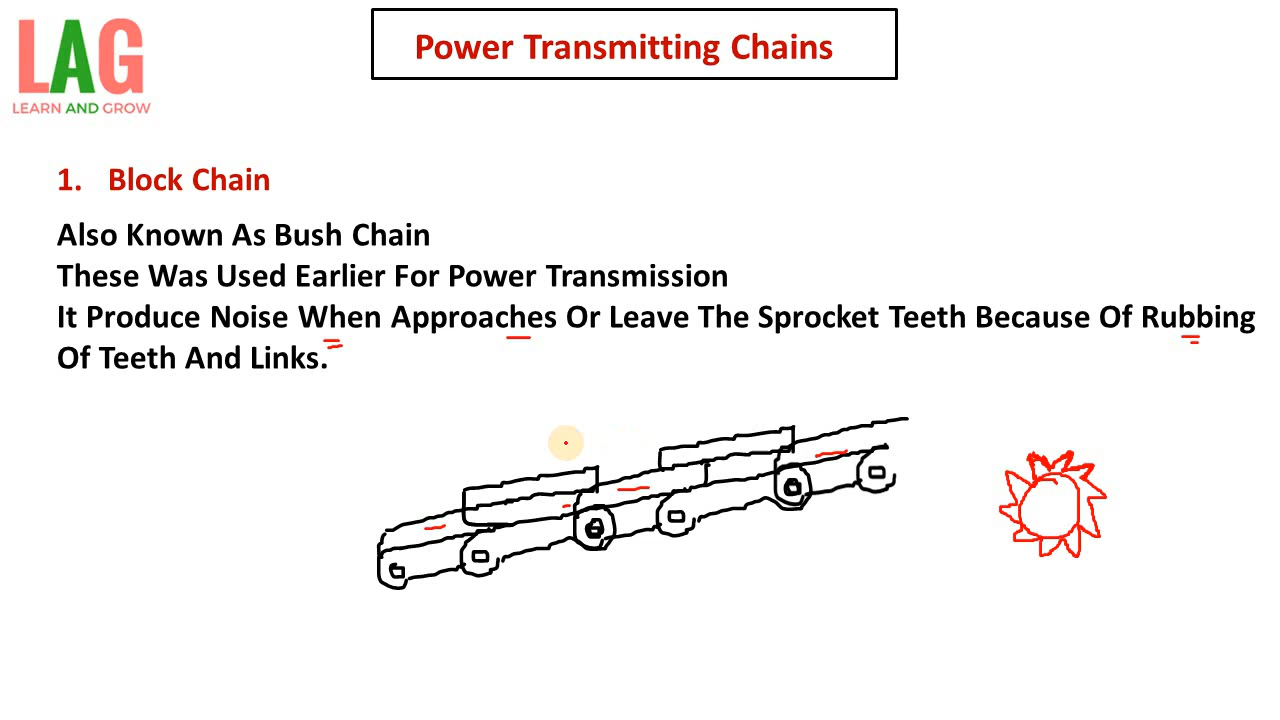 LAG
LEARN AND GROW
Power Transmitting Chains
1. Block Chain
Also Known As Bush Chain
These Was Used Earlier For Power Transmission
It Produce Noise When Approaches Or Leave The Sprocket Teeth Because Of Rubbing
Of Teeth And Links.